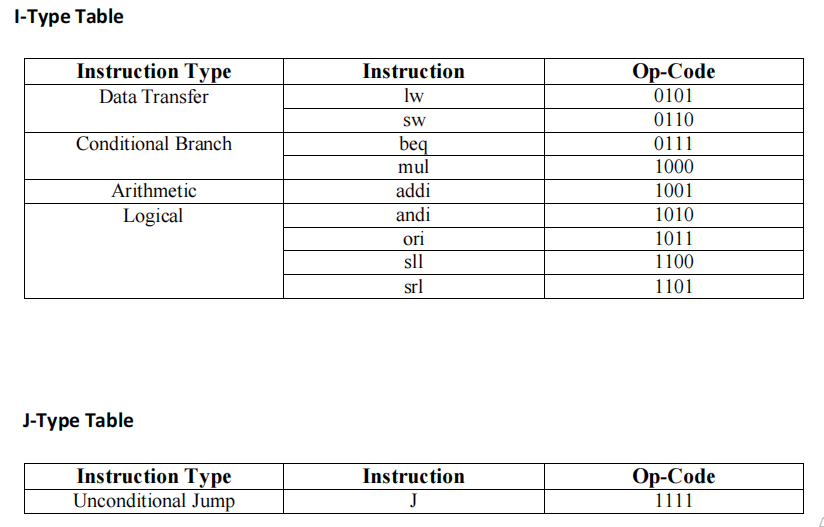 I-Type Table
Instruction Type Instruction Op-Code
Data Transfer lw 0101
sw 0110
Conditional Branch beq 0111
mul 1000
Arithmetic addi 1001
Logical andi 1010
ori 1011
sll 1100
srl 1101
J-Type Table
Instruction Type Instruction Op-Code
Unconditional Jump J 1111